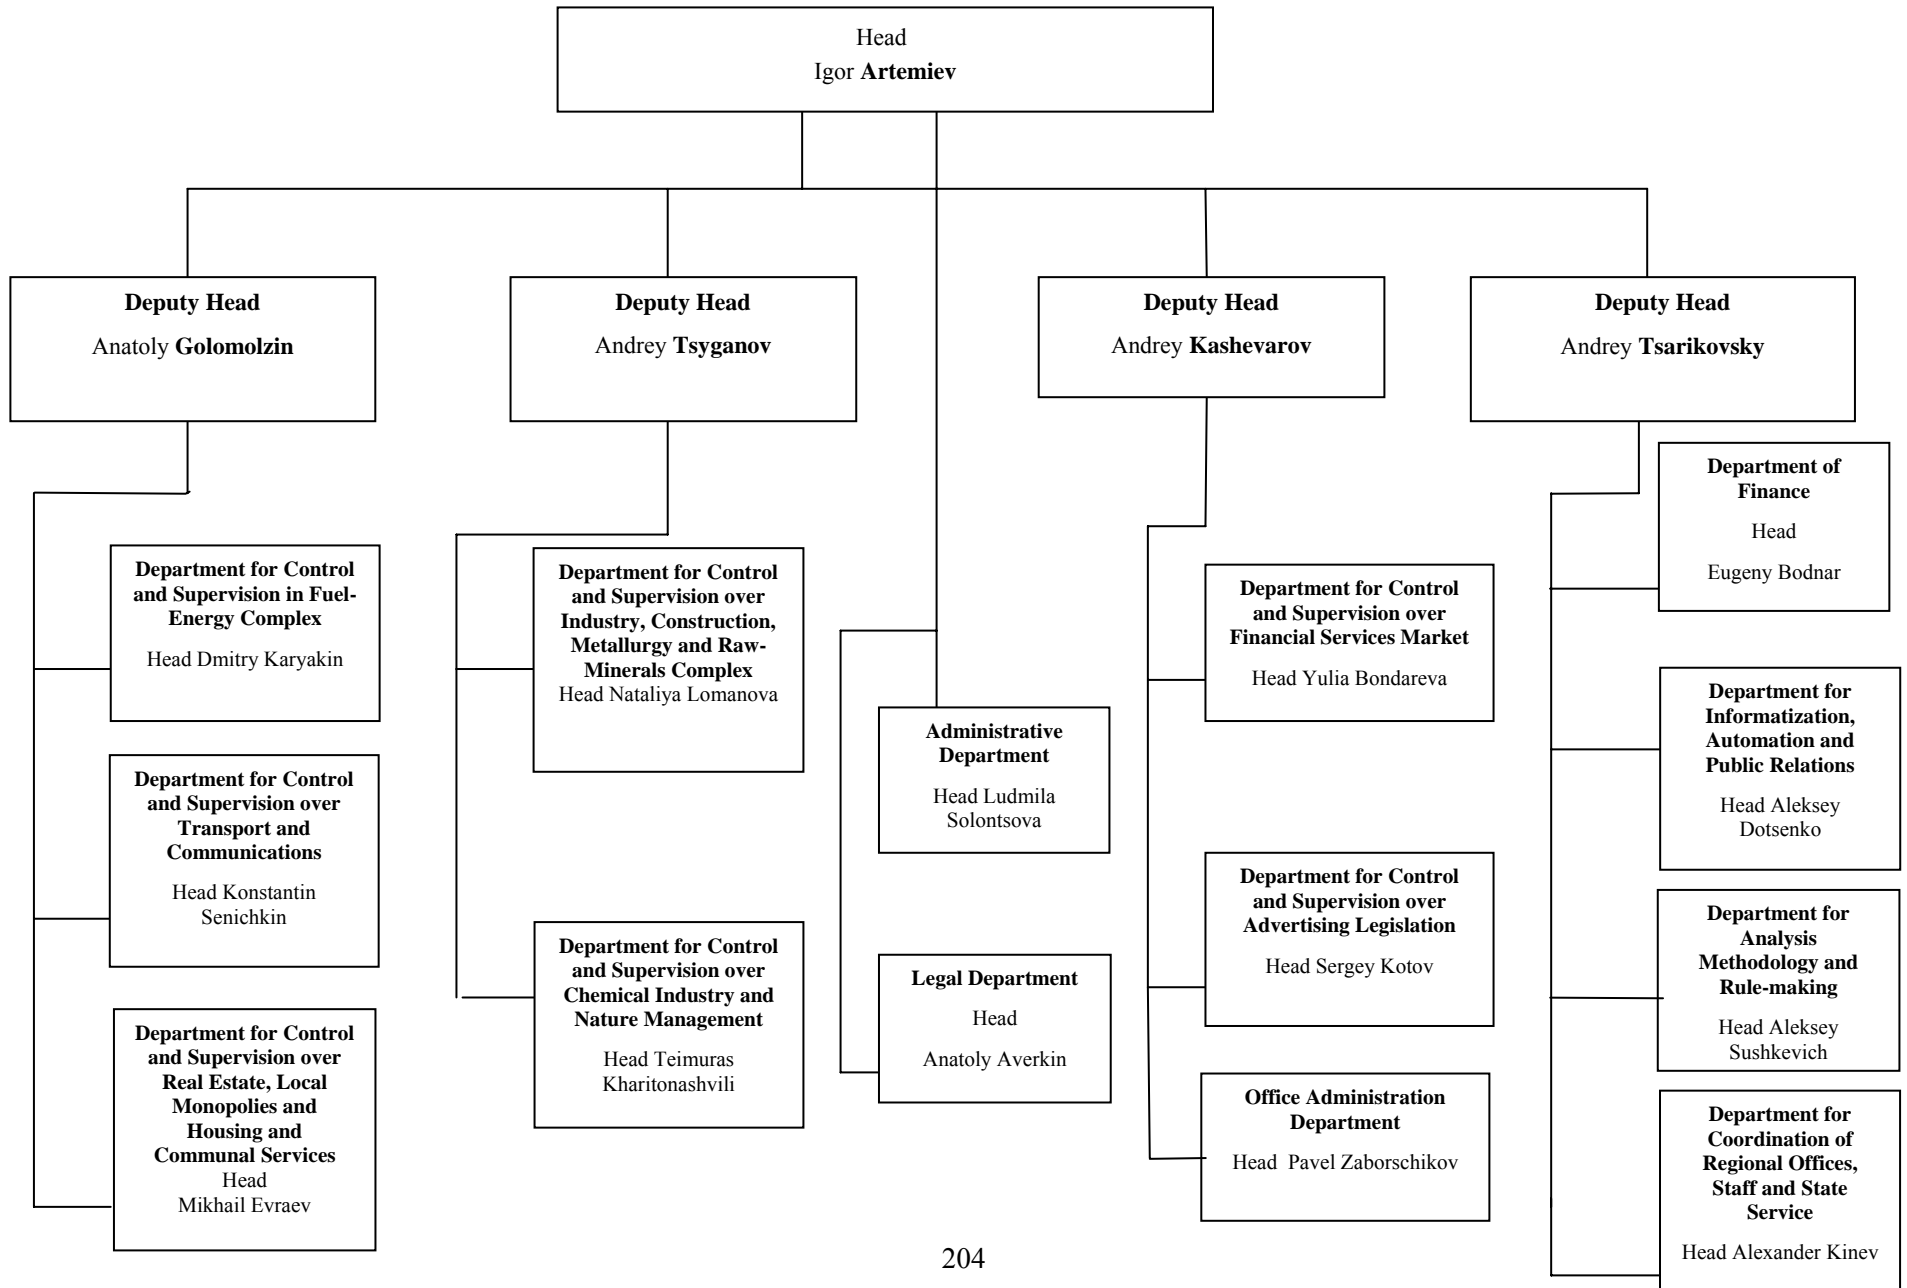 Head
Igor Artemiev
Deputy Head
Anatoly Golomolzin
Deputy Head
Andrey Tsyganov
Deputy Head
Andrey Kashevarov
Deputy Head
Andrey Tsarikovsky
Department for Control
and Supervision in Fuel-
Energy Complex
Head Dmitry Karyakin
Department for Control
and Supervision over
Transport and
Communications
Head Konstantin
Senichkin
Department for Control
and Supervision over
Real Estate, Local
Monopolies and
Housing and
Communal Services
Head
Mikhail Evraev
Department for Control
and Supervision over
Industry, Construction,
Metallurgy and Raw-
Minerals Complex
Head Nataliya Lomanova
Department for Control
and Supervision over
Chemical Industry and
Nature Management
Head Teimuras
Kharitonashvili
Administrative
Department
Head Ludmila
Solontsova
Legal Department
Head
Anatoly Averkin
Department for Control
and Supervision over
Financial Services Market
Head Yulia Bondareva
Department for Control
and Supervision over
Advertising Legislation
Head Sergey Kotov
Office Administration
Department
Head Pavel Zaborschikov
Department of
Finance
Head
Eugeny Bodnar
Department for
Informatization,
Automation and
Public Relations
Head Aleksey
Dotsenko
Department for
Analysis
Methodology and
Rule-making
Head Aleksey
Sushkevich
Department for
Coordination of
Regional Offices,
Staff and State
Service
Head Alexander Kinev
204